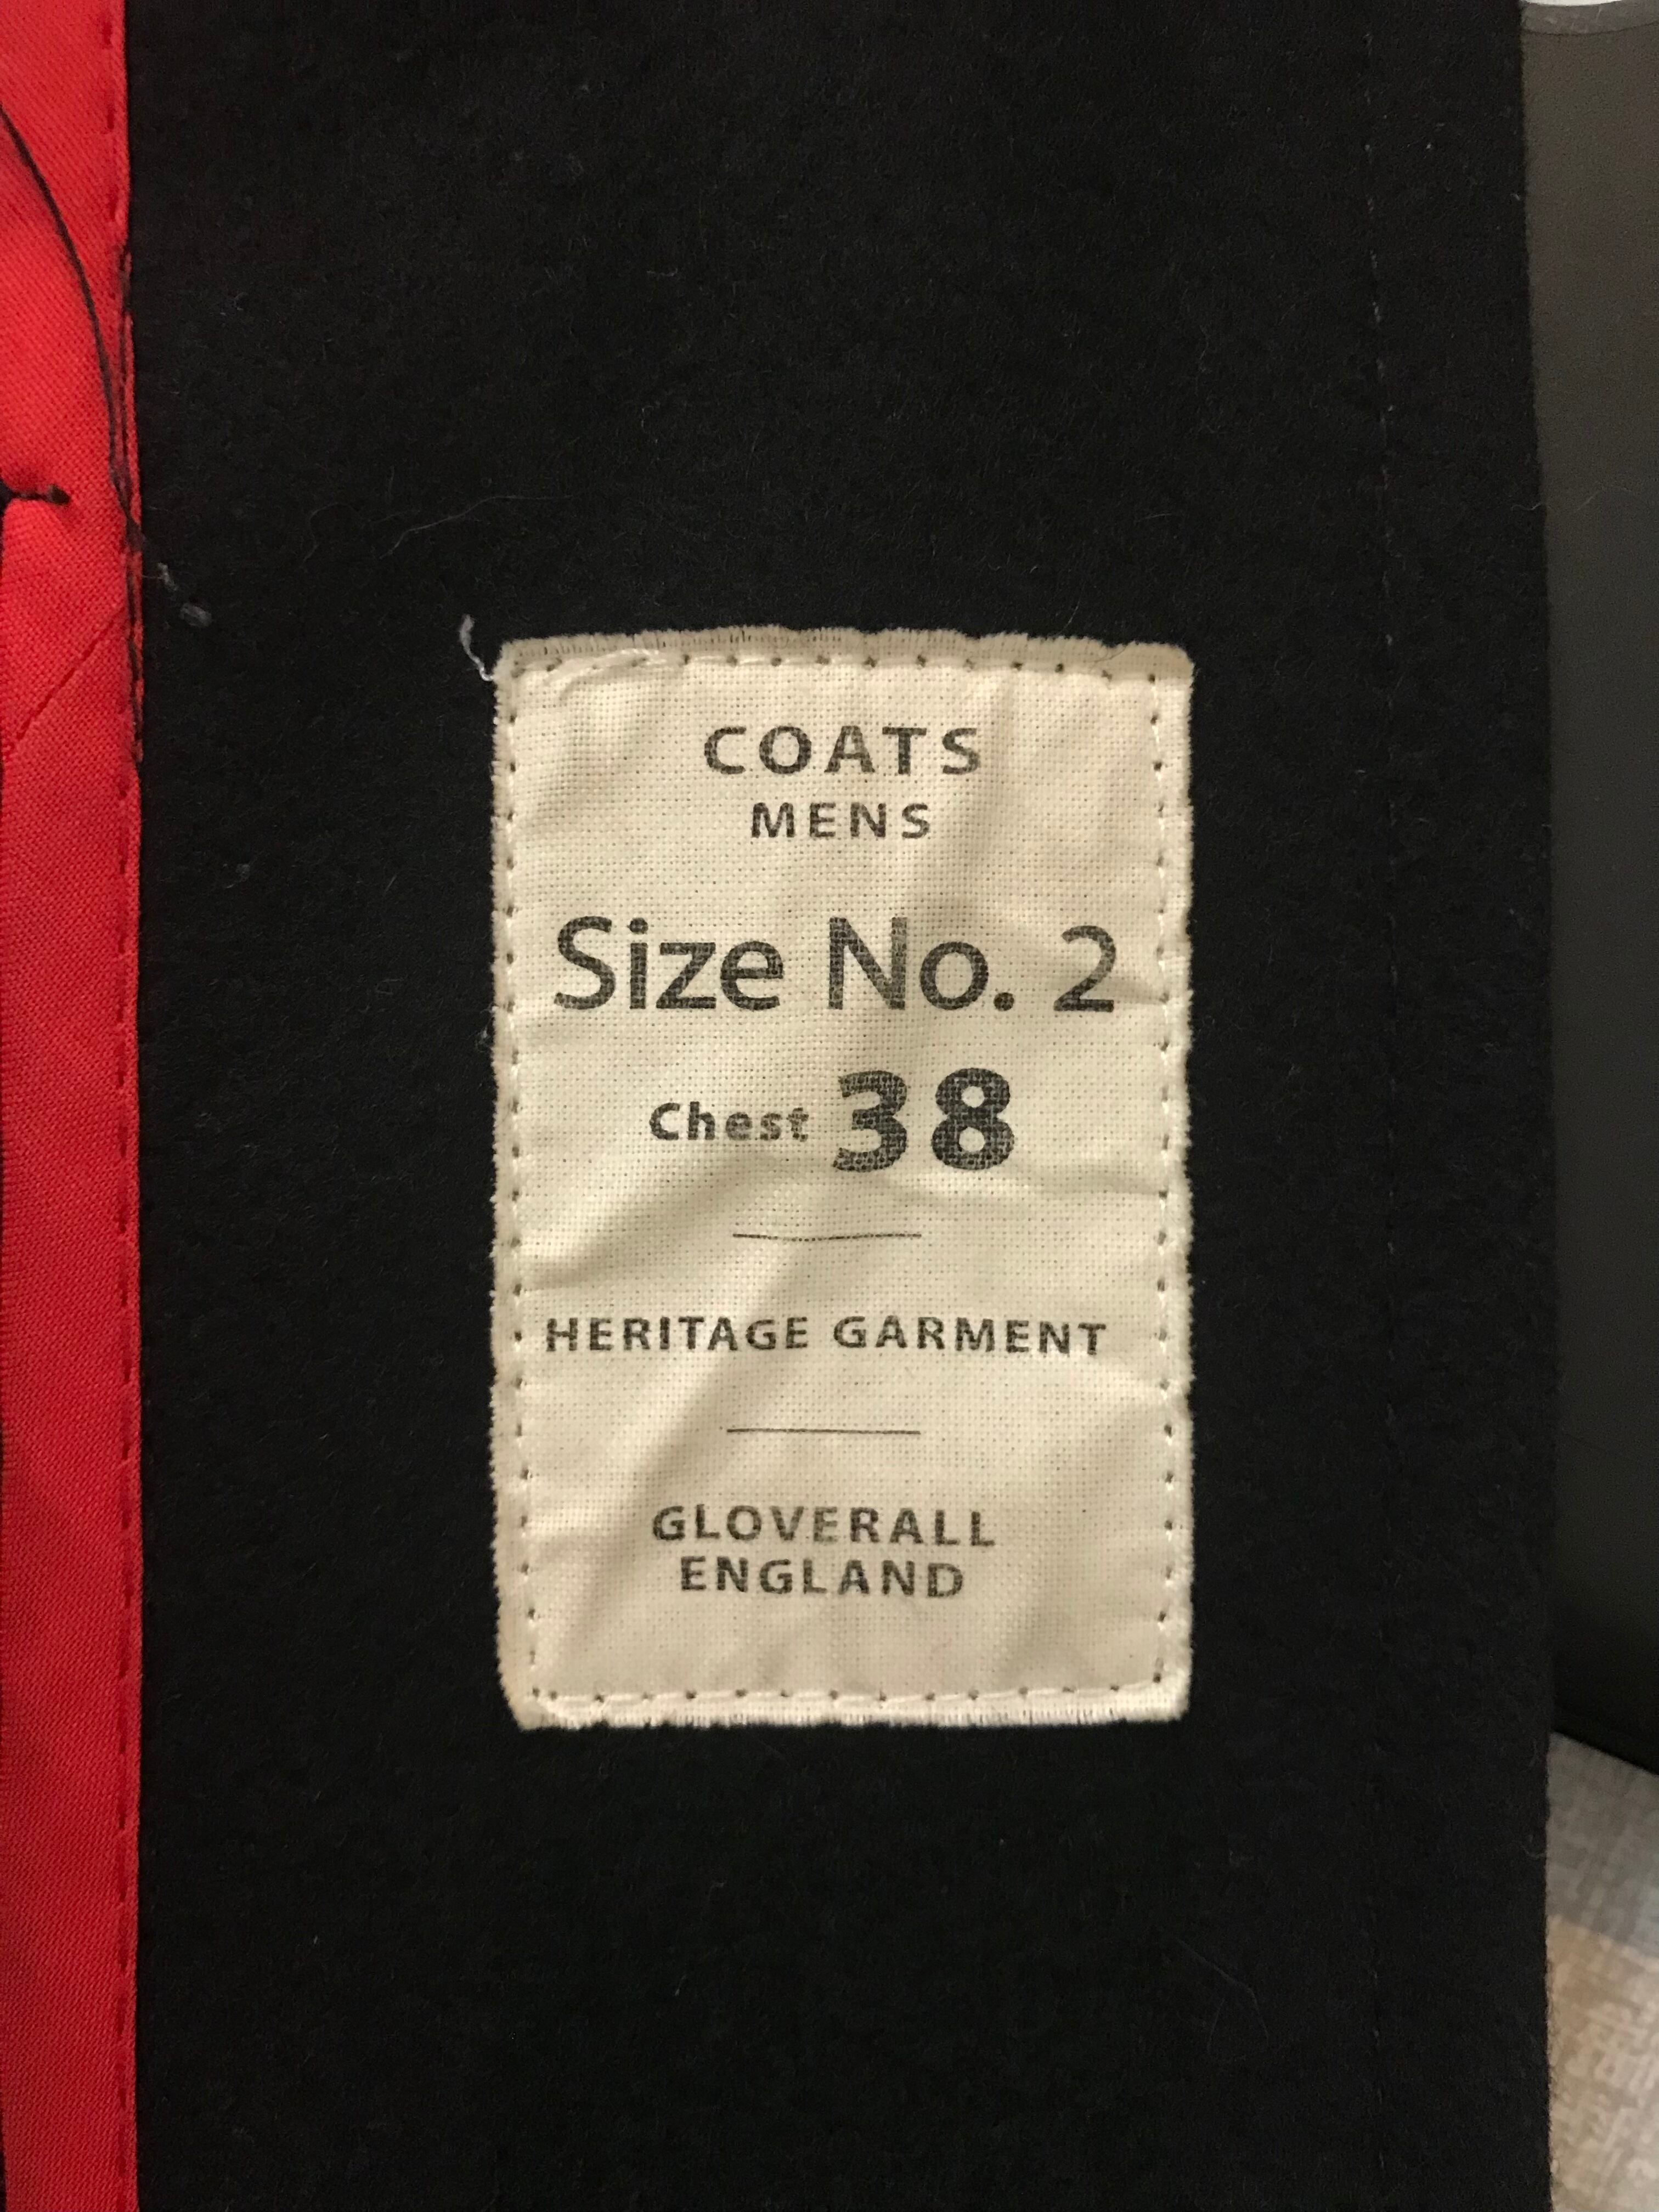 COATS
MENS
Size No. 2
Chest 38
HERITAGE GARMENT
GLOVERALL
ENGLAND